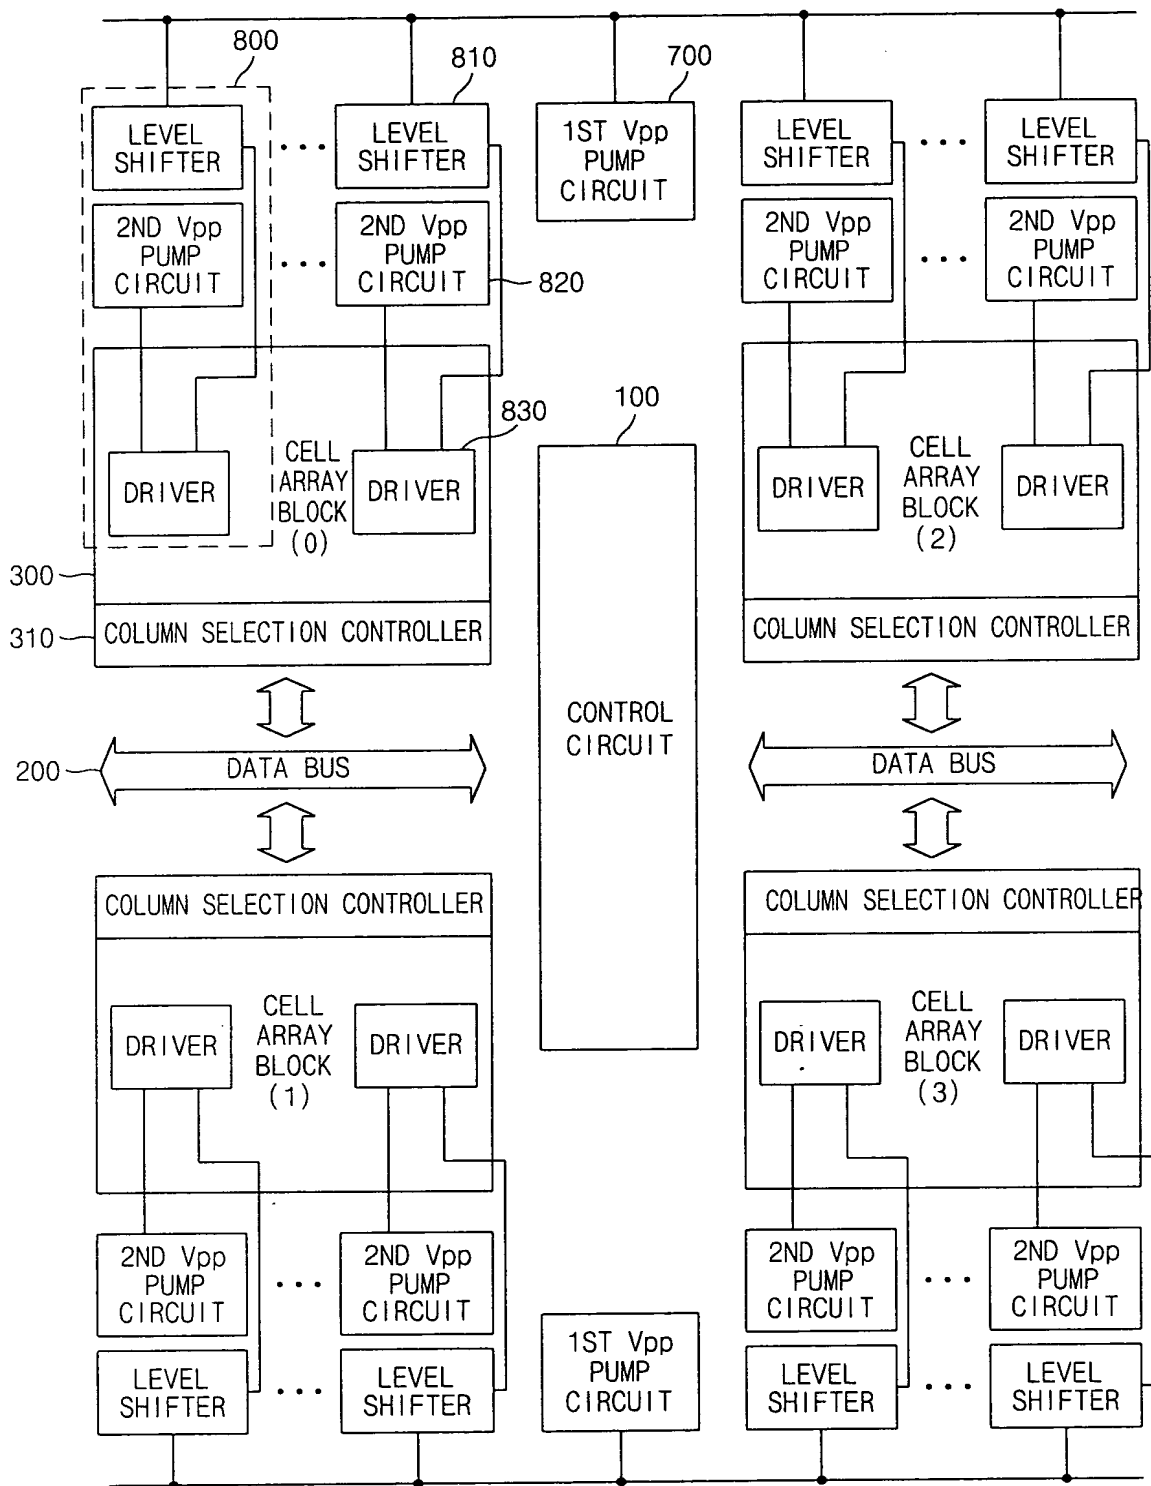 800
810
700
LEVEL
SHIFTER
LEVEL
SHIFTER
1ST Vpp
PUMP
CIRCUIT
LEVEL
SHIFTER
LEVEL
SHIFTER
2ND Vpp
PUMP
CIRCUIT
2ND Vpp
PUMP
CIRCUIT
820
2ND Vpp
PUMP
CIRCUIT
2ND Vpp
PUMP
CIRCUIT
830
100
DRIVER
CELL
ARRAY
BLOCK
(0)
DRIVER
DRIVER
CELL
ARRAY
BLOCK
(2)
DRIVER
300
310
COLUMN SELECTION CONTROLLER
COLUMN SELECTION CONTROLLER
CONTROL
CIRCUIT
200
DATA BUS
DATA BUS
COLUMN SELECTION CONTROLLER
COLUMN SELECTION CONTROLLER
DRIVER
CELL
ARRAY
BLOCK
(1)
DRIVER
DRIVER
CELL
ARRAY
BLOCK
(3)
DRIVER
2ND Vpp
PUMP
CIRCUIT
2ND Vpp
PUMP
CIRCUIT
2ND Vpp
PUMP
CIRCUIT
2ND Vpp
PUMP
CIRCUIT
1ST Vpp
PUMP
CIRCUIT
LEVEL
SHIFTER
LEVEL
SHIFTER
LEVEL
SHIFTER
LEVEL
SHIFTER